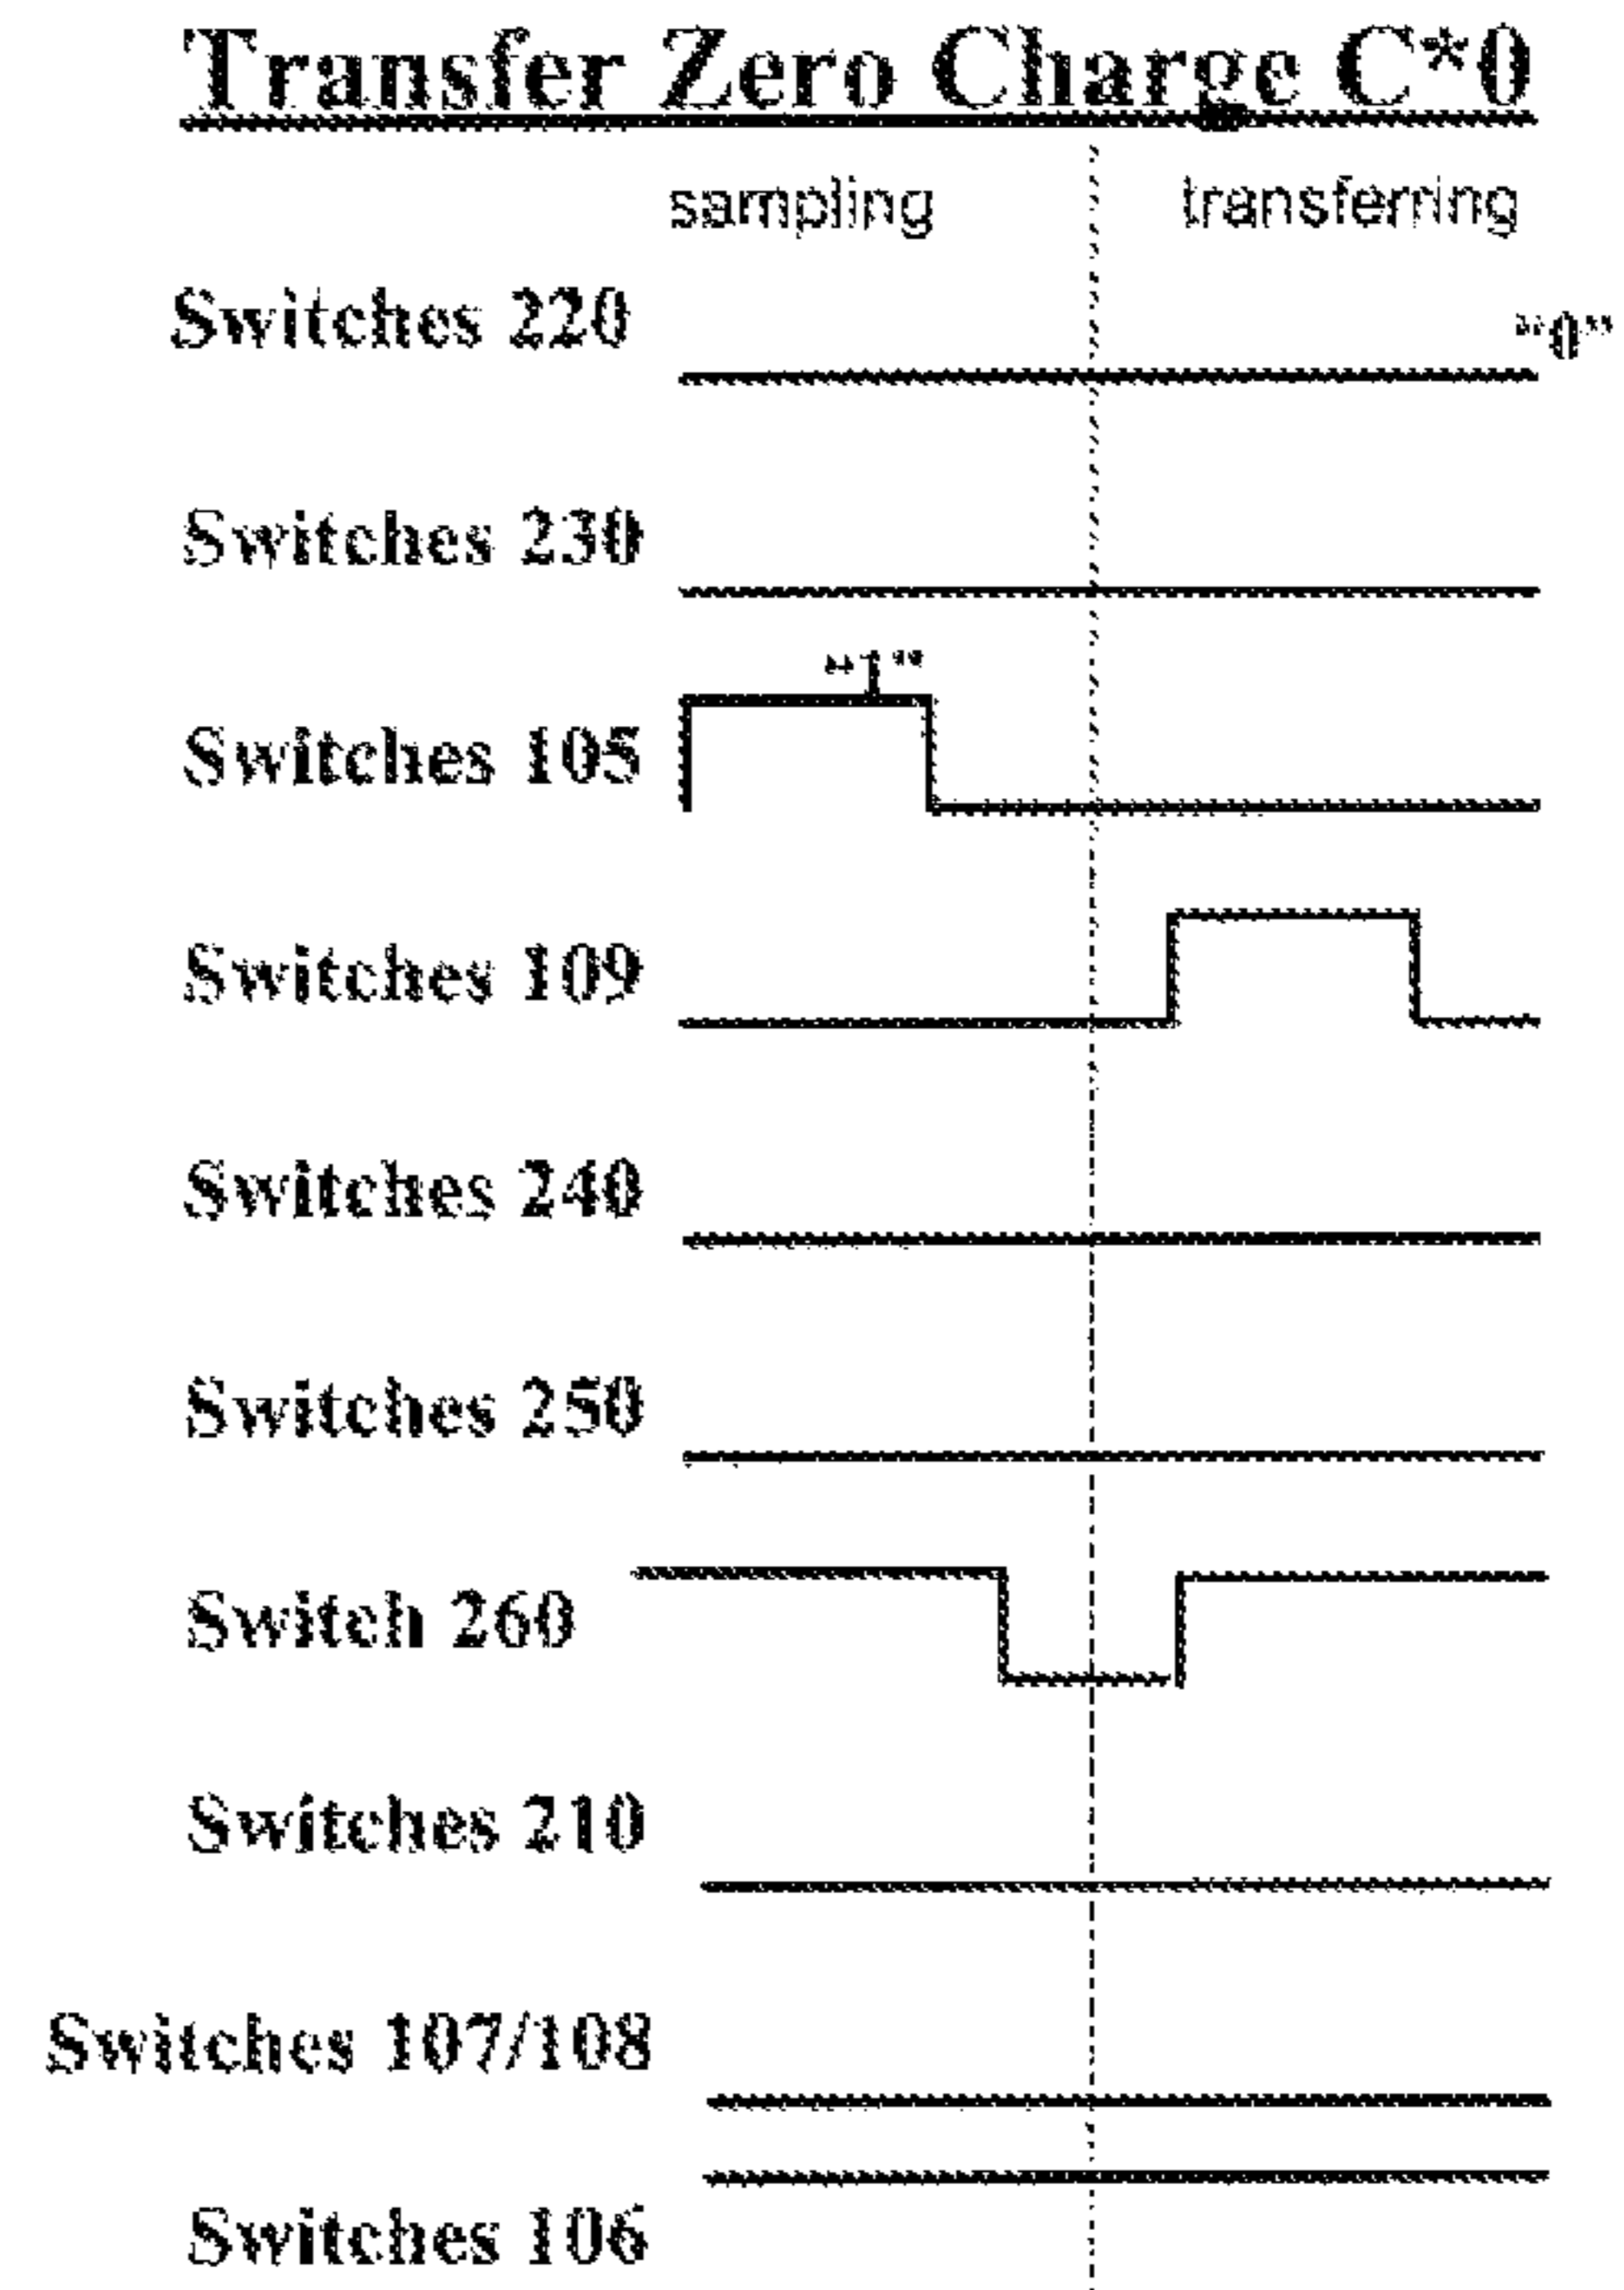 Transfer Zero Charge C*0
sampling transferring
Switches 220 "0"
Switches 230
"1"
Switches 105
Switches 109
Switches 240
Switches 250
Switch 260
Switches 210
Switches 107/108
Switches 106